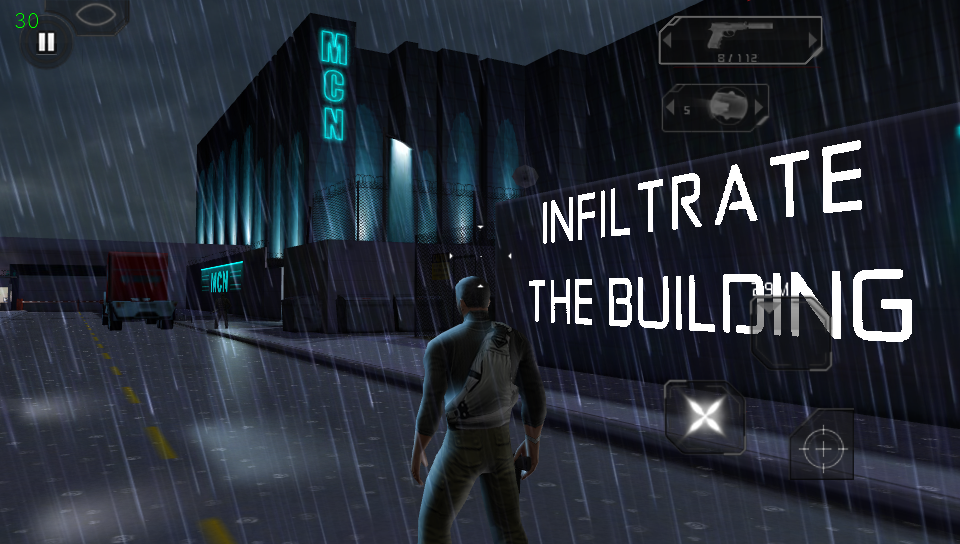 30
MCN
8/112
5
INFILTRATE
THE BUILDING
MCN